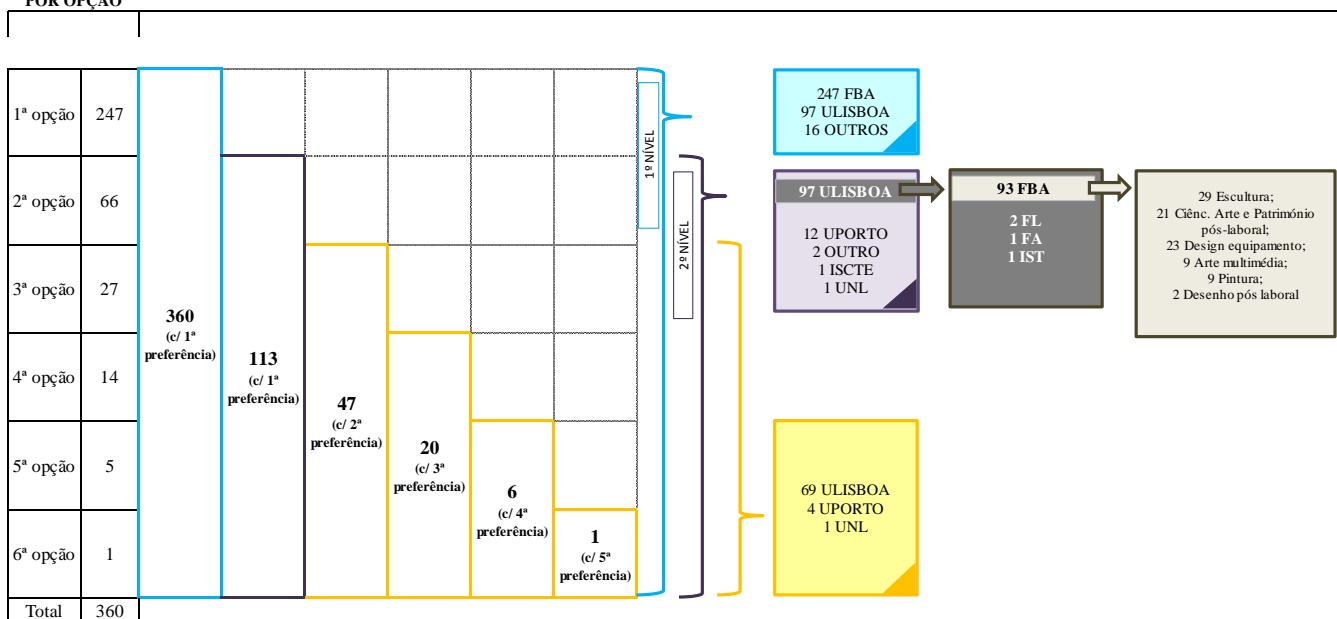 POR OPÇÃO
1ª opção 247
2ª opção 66
3ª opção 27
4ª opção 14
5ª opção 5
6ª opção 1
Total 360
360
(c/ 1ª
preferência)
113
(c/ 1ª
preferência)
47
(c/ 2ª
preferência)
20
(c/ 3ª
preferência)
6
(c/ 4ª
preferência)
1
(c/ 5ª
preferência)
1º NÍVEL
2º NÍVEL
247 FBA
97 ULISBOA
16 OUTROS
97 ULISBOA
12 UPORTO
2 OUTRO
1 ISCTE
1 UNL
93 FBA
2 FL
1 FA
1 IST
29 Escultura;
21 Ciênc. Arte e Património
pós-laboral;
23 Design equipamento;
9 Arte multimédia;
9 Pintura;
2 Desenho pós laboral
69 ULISBOA
4 UPORTO
1 UNL